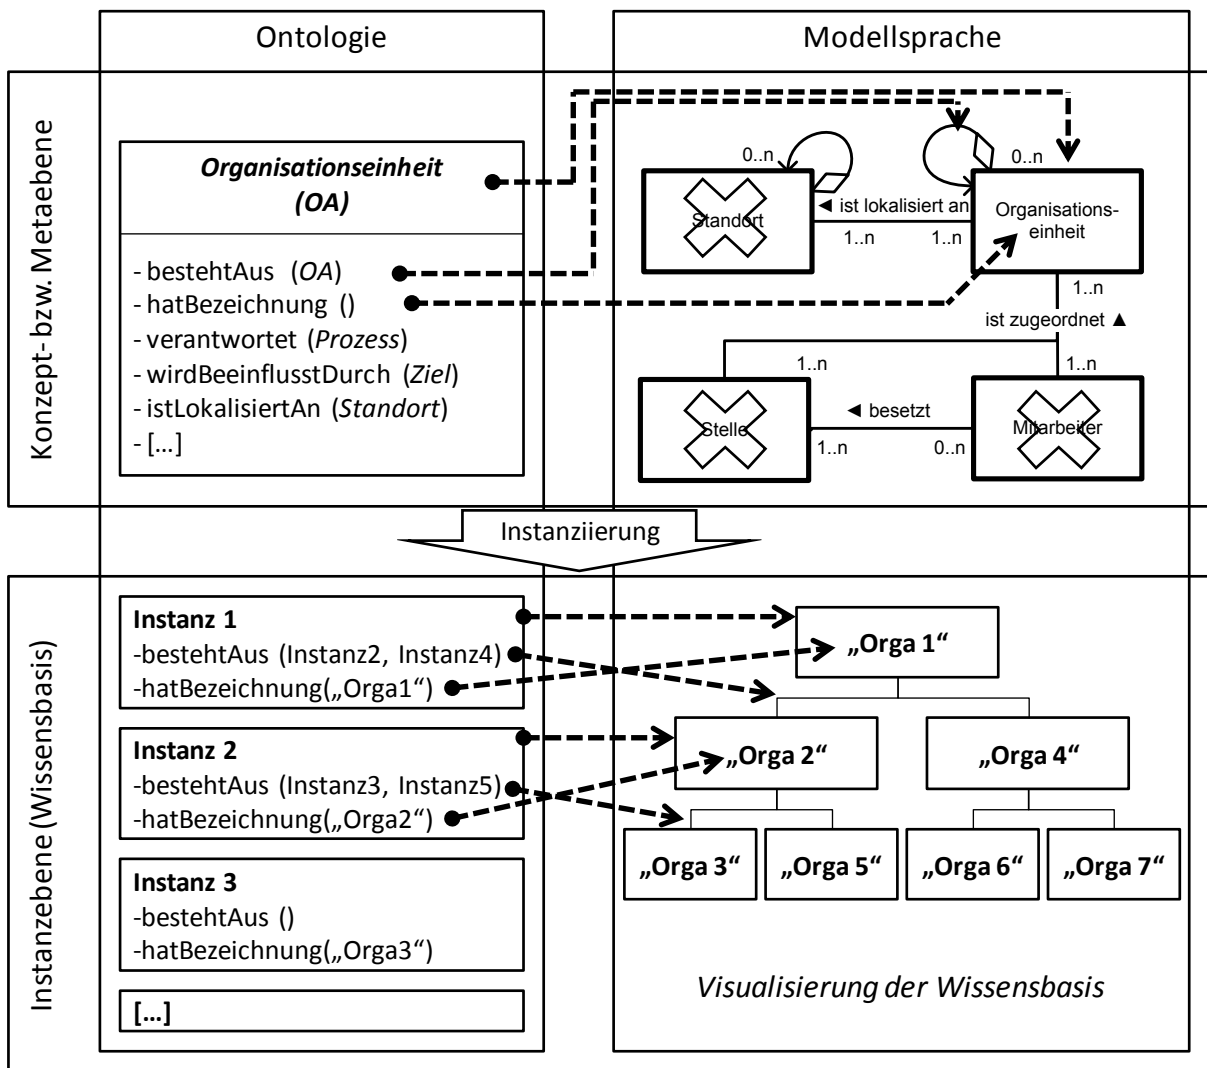 Ontologie
Modellsprache
Konzept- bzw. Metaebene
Organisationseinheit
(OA)
- bestehtAus (OA)
- hatBezeichnung ()
- verantwortet (Prozess)
- wirdBeeinflusstDurch (Ziel)
- istLokalisiertAn (Standort)
- […]
0..n
0..n
Standort
◄ ist lokalisiert an
1..n
1..n
Organisations-
einheit
1..n
ist zugeordnet ▲
1..n
1..n
Stelle
◄ besetzt
1..n
0..n
Mitarbeiter
Instanziierung
Instanzebene (Wissensbasis)
Instanz 1
-bestehtAus (Instanz2, Instanz4)
-hatBezeichnung(„Orga1“)
Instanz 2
-bestehtAus (Instanz3, Instanz5)
-hatBezeichnung(„Orga2“)
Instanz 3
-bestehtAus ()
-hatBezeichnung(„Orga3“)
[…]
„Orga 1“
„Orga 2“
„Orga 4“
„Orga 3“
„Orga 5“
„Orga 6“
„Orga 7“
Visualisierung der Wissensbasis